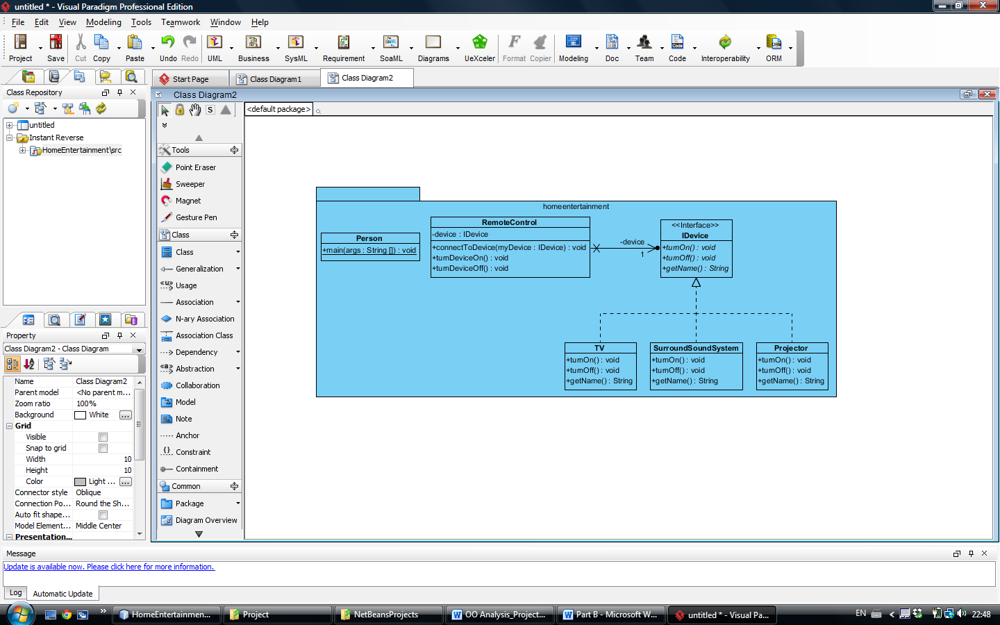 untitled * - Visual Paradigm Professional Edition
File Edit View Modeling Tools Teamwork Window Help
Project Save Cut Copy Paste Undo Redo UML Business SysML Requirement SoaML Diagrams UeXceler Format Copier Modeling Doc Team Code Interoperability ORM
Start Page Class Diagram1 Class Diagram2
Class Repository
Class Diagram2
S
<default package>
untitled
Instant Reverse
HomeEntertainment\src
Tools
Point Eraser
Sweeper
Magnet
Gesture Pen
Class
Class
Generalization
Usage
Association
N-ary Association
Association Class
Dependency
Abstraction
Collaboration
Model
Note
Anchor
Constraint
Containment
Common
Package
Diagram Overview
homeentertainment
Person
+main(args : String []) : void
RemoteControl
-device : IDevice
+connectToDevice(myDevice : IDevice) : void
+turnDeviceOn() : void
+turnDeviceOff() : void
-device
1
<<Interface>>
IDevice
+turnOn() : void
+turnOff() : void
+getName() : String
TV
+turnOn() : void
+turnOff() : void
+getName() : String
SurroundSoundSystem
+turnOn() : void
+turnOff() : void
+getName() : String
Projector
+turnOn() : void
+turnOff() : void
+getName() : String
Property
Class Diagram2 - Class Diagram
Name Class Diagram2
Parent model <No parent m...
Zoom ratio 100%
Background White ...
Grid
Visible
Snap to grid
Width 10
Height 10
Color Light ... ...
Connector style Oblique
Connection Po... Round the Sh...
Auto fit shape...
Model Element... Middle Center
Presentation...
Message
Update is available now. Please click here for more information.
Log Automatic Update
HomeEntertainmen... Project NetBeansProjects OO Analysis_Project... Part B - Microsoft W... untitled * - Visual Pa... EN 22:48